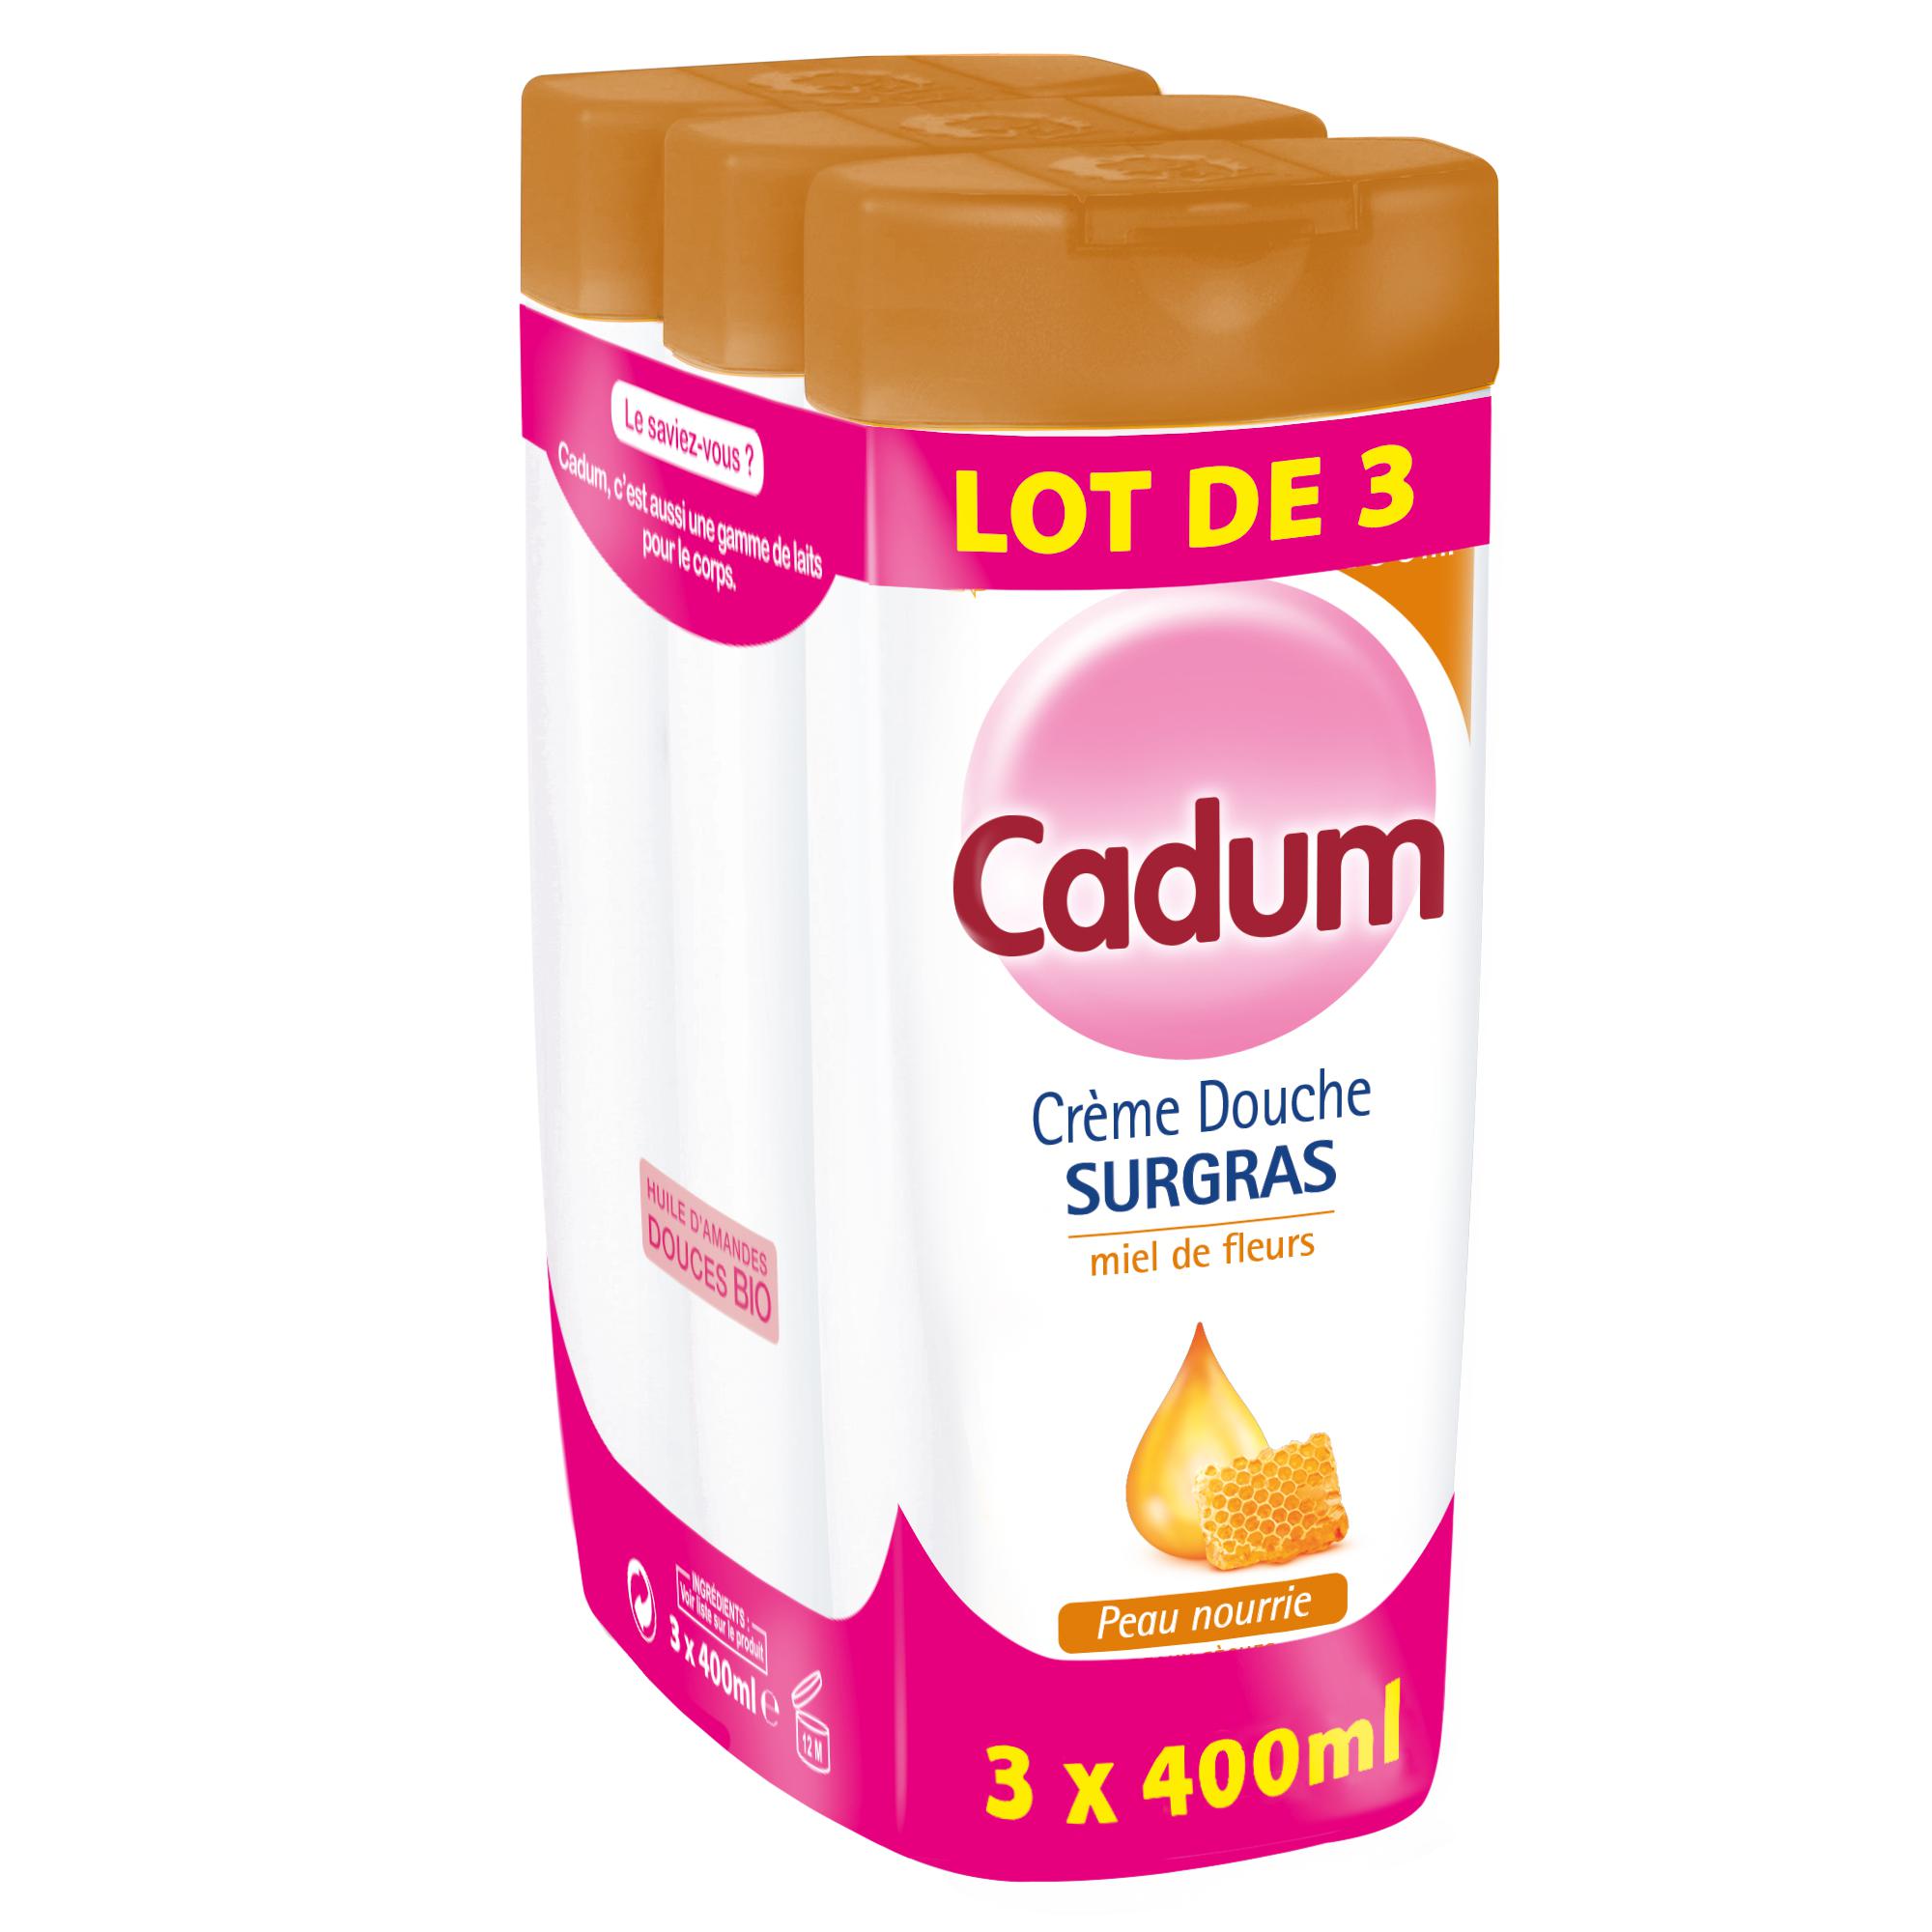 LOT DE 3
Cadum
Crème Douche
SURGRAS
miel de fleurs
Peau nourrie
3 x 400ml
Le saviez-vous ?
Cadum, c'est aussi une gamme de laits
pour le corps.
HUILE D'AMANDES
DOUCES BIO
INGRÉDIENTS :
Voir liste sur le produit
3 x 400ml e
12 M